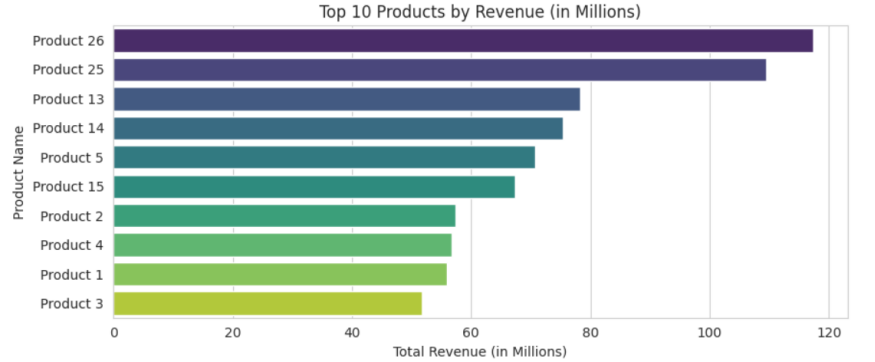 Top 10 Products by Revenue (in Millions)
Product Name
Product 26
Product 25
Product 13
Product 14
Product 5
Product 15
Product 2
Product 4
Product 1
Product 3
0 20 40 60 80 100 120
Total Revenue (in Millions)